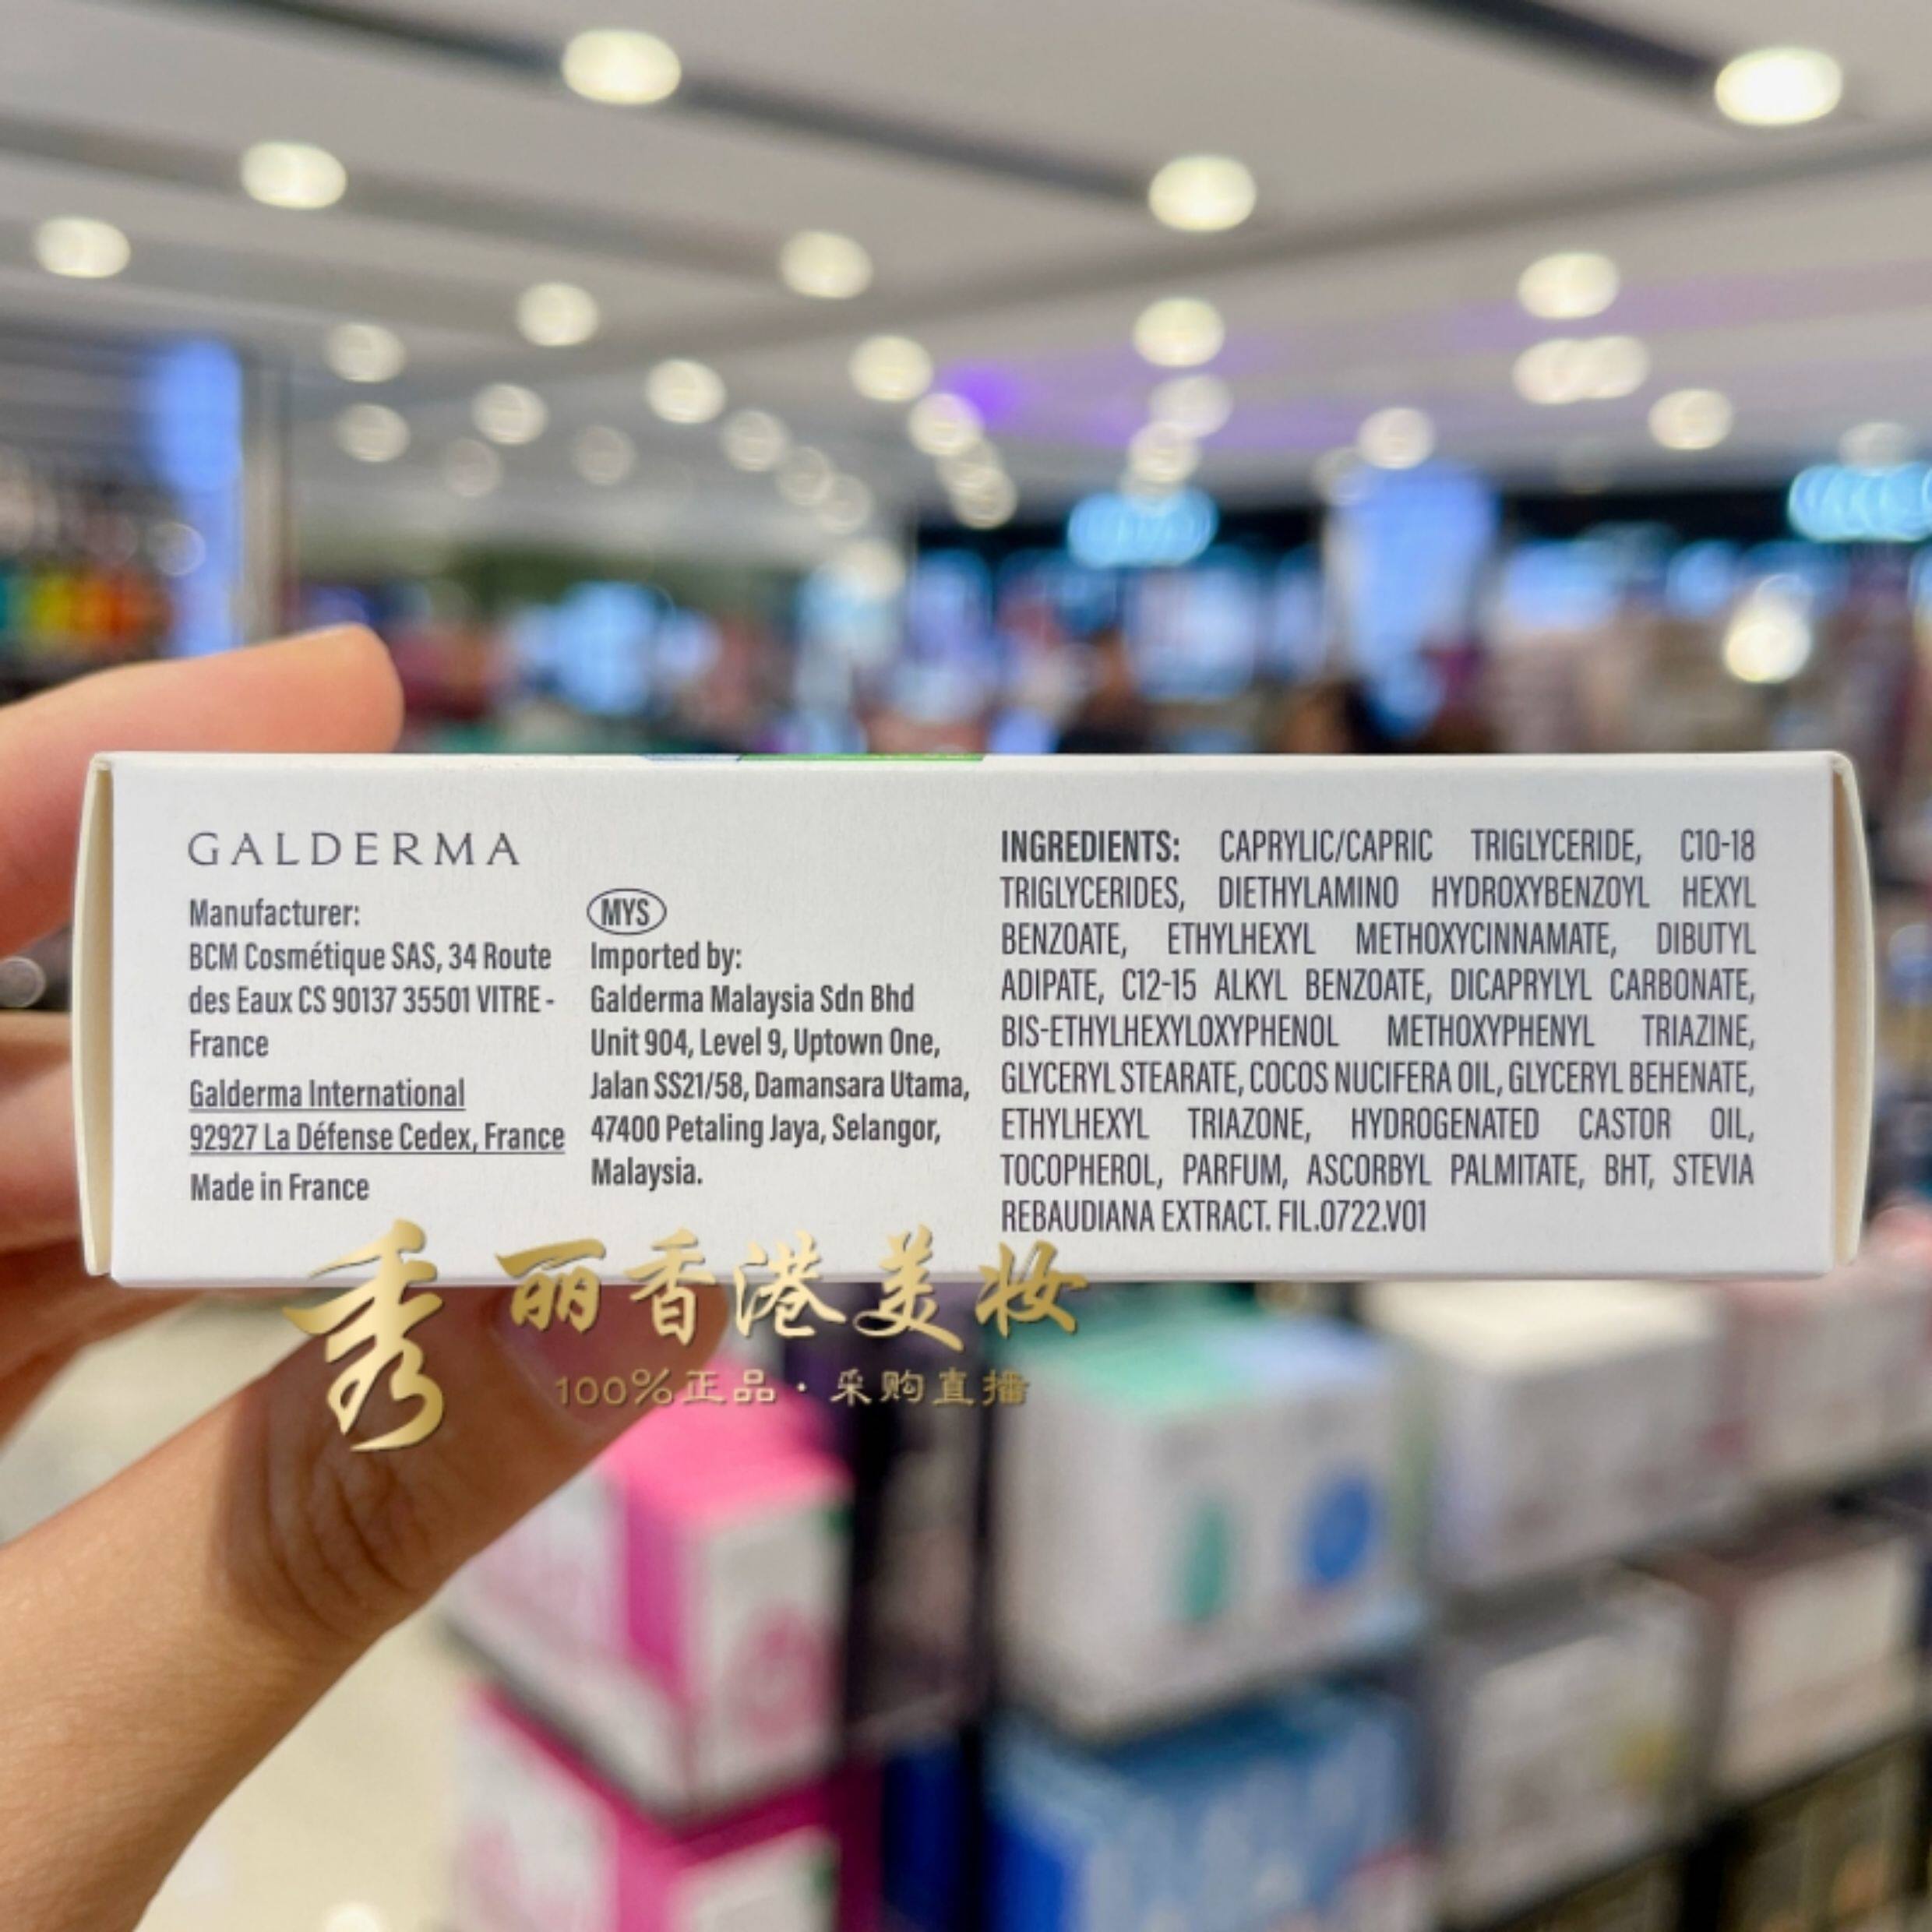 GALDERMA
Manufacturer:
BCM Cosmétique SAS, 34 Route
des Eaux CS 90137 35501 VITRE -
France
Galderma International
92927 La Défense Cedex, France
Made in France
MYS
Imported by:
Galderma Malaysia Sdn Bhd
Unit 904, Level 9, Uptown One,
Jalan SS21/58, Damansara Utama,
47400 Petaling Jaya, Selangor,
Malaysia.
INGREDIENTS: CAPRYLIC/CAPRIC TRIGLYCERIDE, C10-18
TRIGLYCERIDES, DIETHYLAMINO HYDROXYBENZOYL HEXYL
BENZOATE, ETHYLHEXYL METHOXYCINNAMATE, DIBUTYL
ADIPATE, C12-15 ALKYL BENZOATE, DICAPRYLYL CARBONATE,
BIS-ETHYLHEXYLOXYPHENOL METHOXYPHENYL TRIAZINE,
GLYCERYL STEARATE, COCOS NUCIFERA OIL, GLYCERYL BEHENATE,
ETHYLHEXYL TRIAZONE, HYDROGENATED CASTOR OIL,
TOCOPHEROL, PARFUM, ASCORBYL PALMITATE, BHT, STEVIA
REBAUDIANA EXTRACT. FIL.0722.V01
秀丽香港美妆
100%正品·采购直播